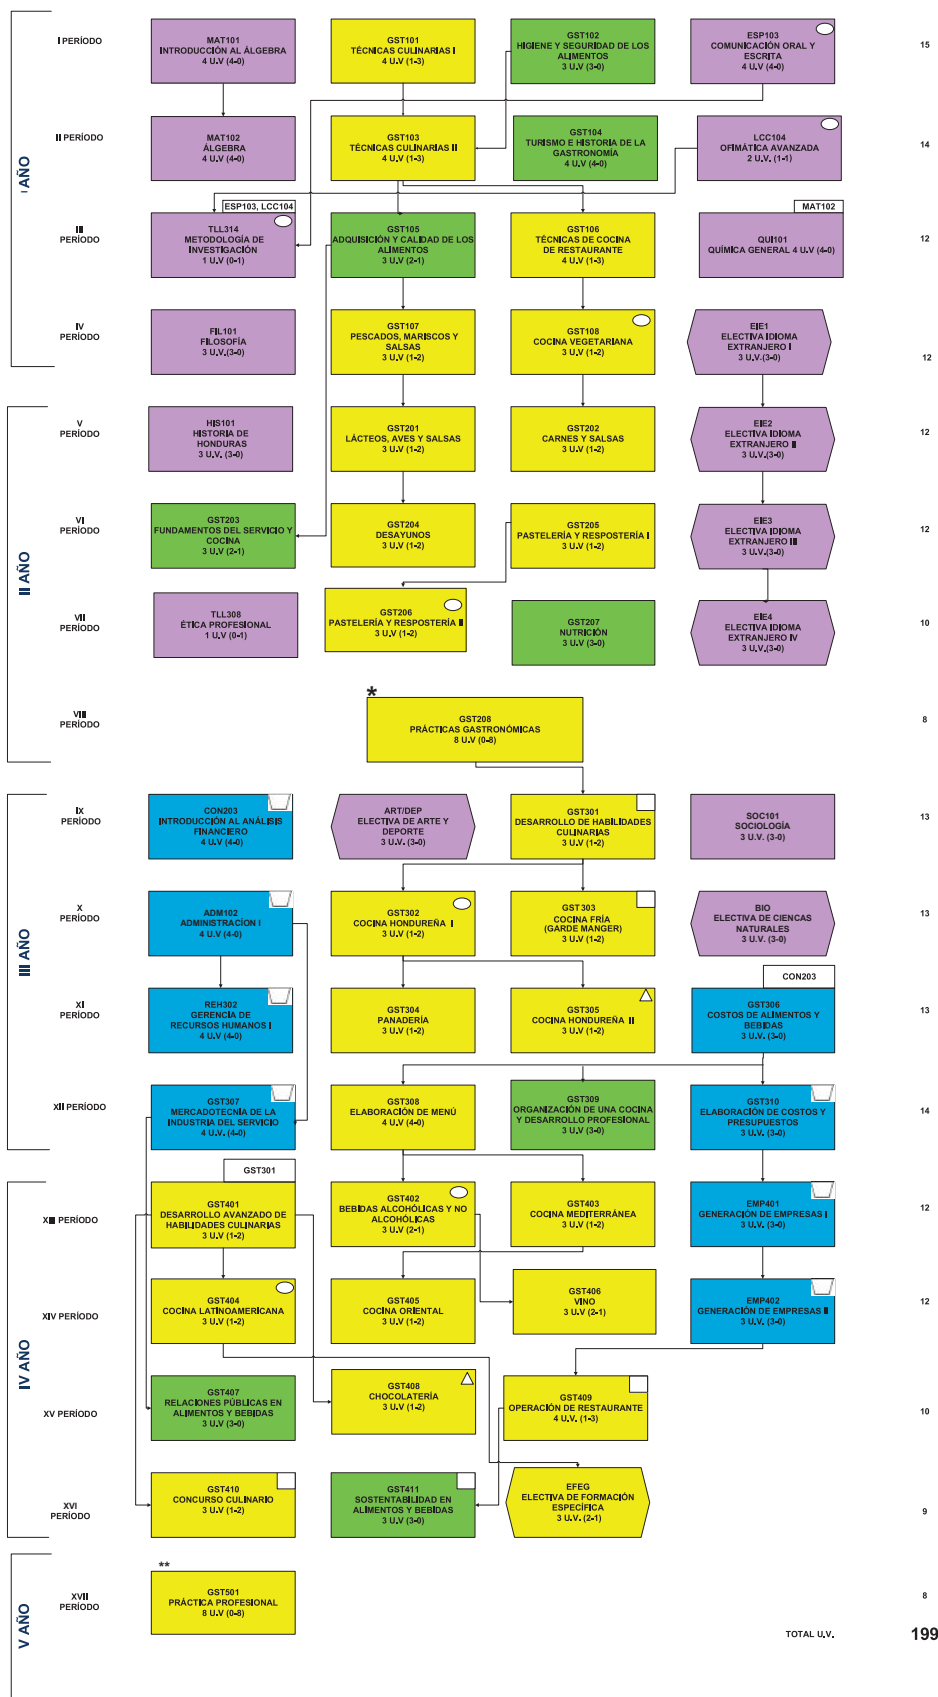 I AÑO
I PERÍODO
MAT101
INTRODUCCIÓN AL ÁLGEBRA
4 U.V (4-0)
GST101
TÉCNICAS CULINARIAS I
4 U.V (1-3)
GST102
HIGIENE Y SEGURIDAD DE LOS
ALIMENTOS
3 U.V (3-0)
ESP103
COMUNICACIÓN ORAL Y
ESCRITA
4 U.V (4-0)
15
II PERÍODO
MAT102
ÁLGEBRA
4 U.V (4-0)
GST103
TÉCNICAS CULINARIAS II
4 U.V (1-3)
GST104
TURISMO E HISTORIA DE LA
GASTRONOMÍA
4 U.V (4-0)
LCC104
OFIMÁTICA AVANZADA
2 U.V. (1-1)
14
III
PERÍODO
ESP103, LCC104
TLL314
METODOLOGÍA DE
INVESTIGACIÓN
1 U.V (0-1)
GST105
ADQUISICIÓN Y CALIDAD DE LOS
ALIMENTOS
3 U.V (2-1)
GST106
TÉCNICAS DE COCINA
DE RESTAURANTE
4 U.V (1-3)
MAT102
QUI101
QUÍMICA GENERAL 4 U.V (4-0)
12
IV
PERÍODO
FIL101
FILOSOFÍA
3 U.V.(3-0)
GST107
PESCADOS, MARISCOS Y
SALSAS
3 U.V (1-2)
GST108
COCINA VEGETARIANA
3 U.V (1-2)
EIE1
ELECTIVA IDIOMA
EXTRANJERO I
3 U.V.(3-0)
12
II AÑO
V
PERÍODO
HIS101
HISTORIA DE
HONDURAS
3 U.V. (3-0)
GST201
LÁCTEOS, AVES Y SALSAS
3 U.V (1-2)
GST202
CARNES Y SALSAS
3 U.V (1-2)
EIE2
ELECTIVA IDIOMA
EXTRANJERO II
3 U.V.(3-0)
12
VI
PERÍODO
GST203
FUNDAMENTOS DEL SERVICIO Y
COCINA
3 U.V (2-1)
GST204
DESAYUNOS
3 U.V (1-2)
GST205
PASTELERÍA Y RESPOSTERÍA I
3 U.V (1-2)
EIE3
ELECTIVA IDIOMA
EXTRANJERO III
3 U.V.(3-0)
12
VII
PERÍODO
TLL308
ÉTICA PROFESIONAL
1 U.V (0-1)
GST206
PASTELERÍA Y RESPOSTERÍA II
3 U.V (1-2)
GST207
NUTRICIÓN
3 U.V (3-0)
EIE4
ELECTIVA IDIOMA
EXTRANJERO IV
3 U.V.(3-0)
10
VIII
PERÍODO
*
GST208
PRÁCTICAS GASTRONÓMICAS
8 U.V (0-8)
8
III AÑO
IX
PERÍODO
CON203
INTRODUCCIÓN AL ANÁLISIS
FINANCIERO
4 U.V (4-0)
ART/DEP
ELECTIVA DE ARTE Y
DEPORTE
3 U.V. (3-0)
GST301
DESARROLLO DE HABILIDADES
CULINARIAS
3 U.V (1-2)
SOC101
SOCIOLOGÍA
3 U.V. (3-0)
13
X
PERÍODO
ADM102
ADMINISTRACÍON I
4 U.V (4-0)
GST302
COCINA HONDUREÑA I
3 U.V (1-2)
GST303
COCINA FRÍA
(GARDE MANGER)
3 U.V (1-2)
BIO
ELECTIVA DE CIENCAS
NATURALES
3 U.V. (3-0)
13
XI
PERÍODO
REH302
GERENCIA DE
RECURSOS HUMANOS I
4 U.V (4-0)
GST304
PANADERÍA
3 U.V (1-2)
GST305
COCINA HONDUREÑA II
3 U.V (1-2)
CON203
GST306
COSTOS DE ALIMENTOS Y
BEBIDAS
3 U.V. (3-0)
13
XII PERÍODO
GST307
MERCADOTECNÍA DE LA
INDUSTRIA DEL SERVICIO
4 U.V. (4-0)
GST308
ELABORACIÓN DE MENÚ
4 U.V (4-0)
GST309
ORGANIZACIÓN DE UNA COCINA
Y DESARROLLO PROFESIONAL
3 U.V (3-0)
GST310
ELABORACIÓN DE COSTOS Y
PRESUPUESTOS
3 U.V. (3-0)
14
IV AÑO
XIII PERÍODO
GST301
GST401
DESARROLLO AVANZADO DE
HABILIDADES CULINARIAS
3 U.V (1-2)
GST402
BEBIDAS ALCOHÓLICAS Y NO
ALCOHÓLICAS
3 U.V (2-1)
GST403
COCINA MEDITERRÁNEA
3 U.V (1-2)
EMP401
GENERACIÓN DE EMPRESAS I
3 U.V. (3-0)
12
XIV PERÍODO
GST404
COCINA LATINOAMERICANA
3 U.V (1-2)
GST405
COCINA ORIENTAL
3 U.V (1-2)
GST406
VINO
3 U.V (2-1)
EMP402
GENERACIÓN DE EMPRESAS II
3 U.V. (3-0)
12
XV PERÍODO
GST407
RELACIONES PÚBLICAS EN
ALIMENTOS Y BEBIDAS
3 U.V (3-0)
GST408
CHOCOLATERÍA
3 U.V (1-2)
GST409
OPERACIÓN DE RESTAURANTE
4 U.V. (1-3)
10
XVI
PERÍODO
GST410
CONCURSO CULINARIO
3 U.V (1-2)
GST411
SOSTENTABILIDAD EN
ALIMENTOS Y BEBIDAS
3 U.V (3-0)
EFEG
ELECTIVA DE FORMACIÓN
ESPECÍFICA
3 U.V. (2-1)
9
V AÑO
XVII
PERÍODO
**
GST501
PRÁCTICA PROFESIONAL
8 U.V (0-8)
8
TOTAL U.V. 199